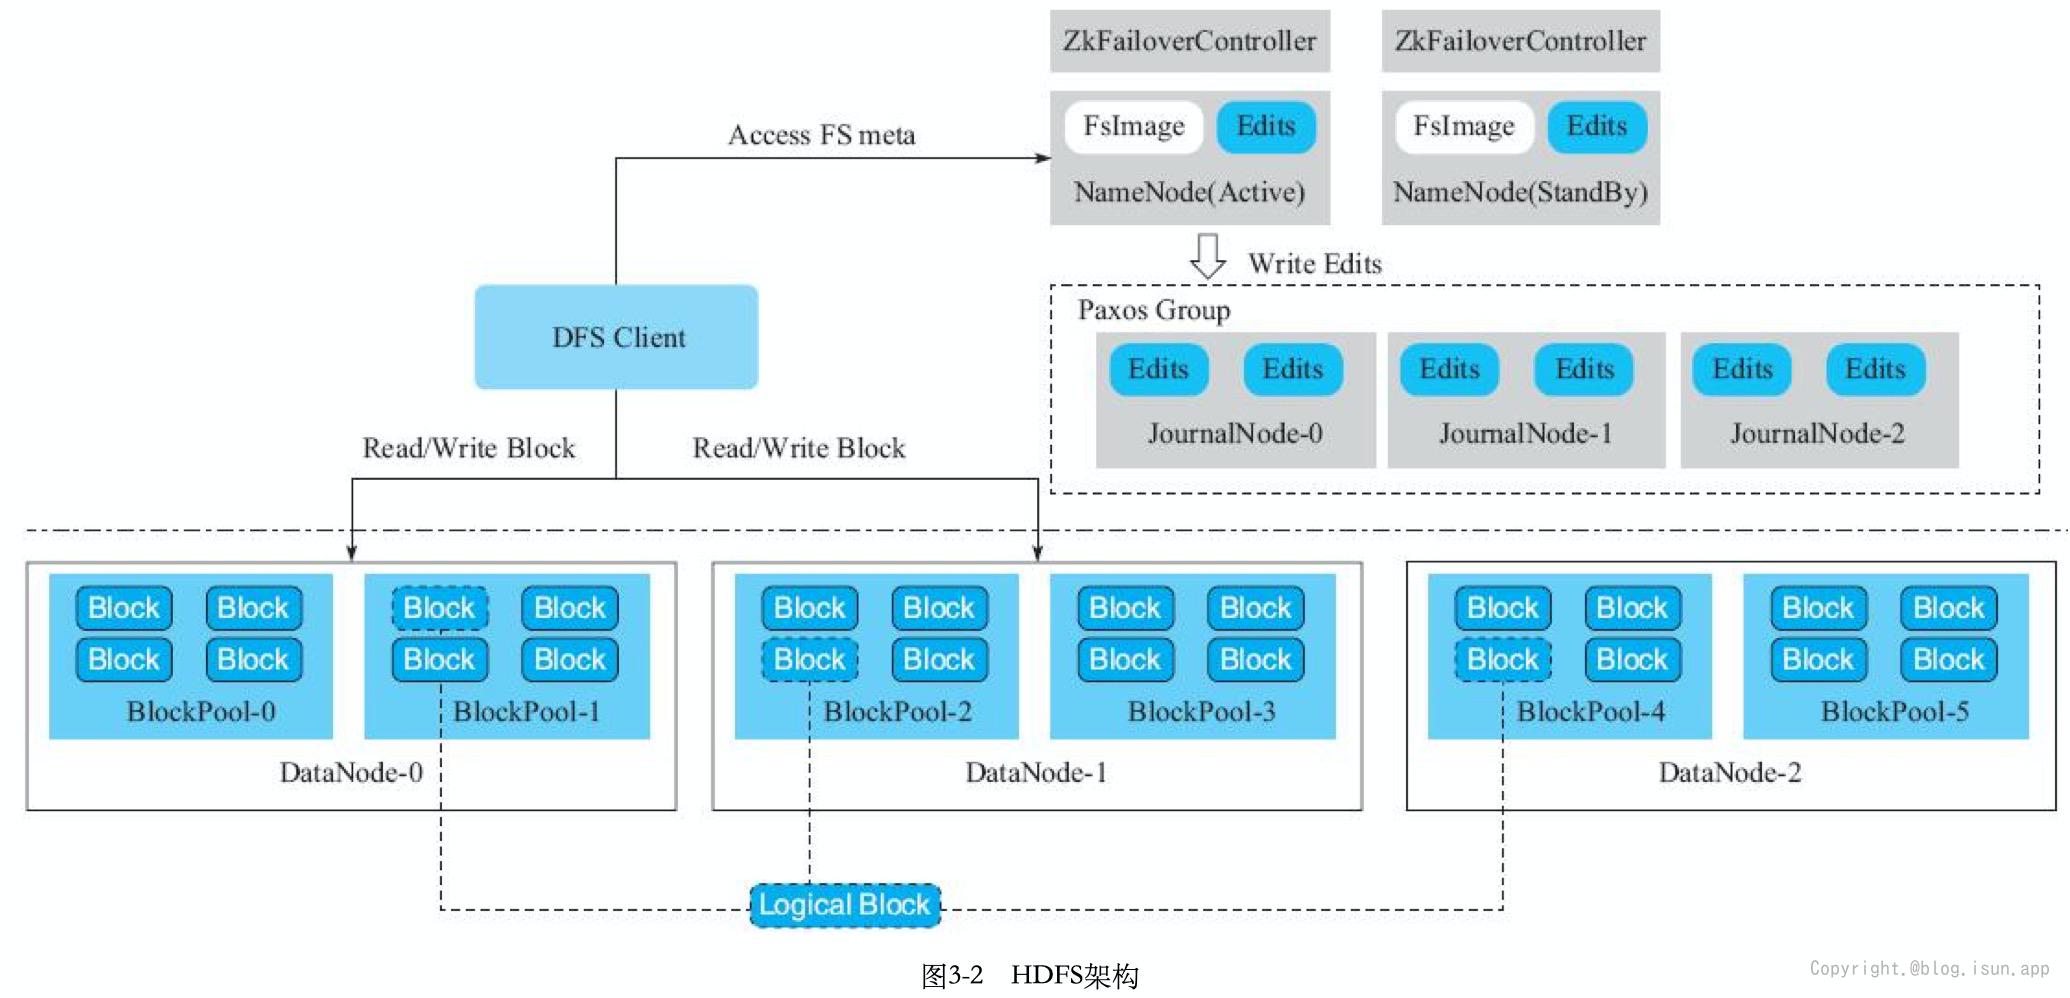 ZkFailoverController
ZkFailoverController
FsImage
Edits
NameNode(Active)
FsImage
Edits
NameNode(StandBy)
Access FS meta
Write Edits
DFS Client
Paxos Group
Edits
Edits
JournalNode-0
Edits
Edits
JournalNode-1
Edits
Edits
JournalNode-2
Read/Write Block
Read/Write Block
Block
Block
Block
Block
BlockPool-0
Block
Block
Block
Block
BlockPool-1
DataNode-0
Block
Block
Block
Block
BlockPool-2
Block
Block
Block
Block
BlockPool-3
DataNode-1
Block
Block
Block
Block
BlockPool-4
Block
Block
Block
Block
BlockPool-5
DataNode-2
Logical Block
图3-2 HDFS架构
Copyright.@blog.isun.app